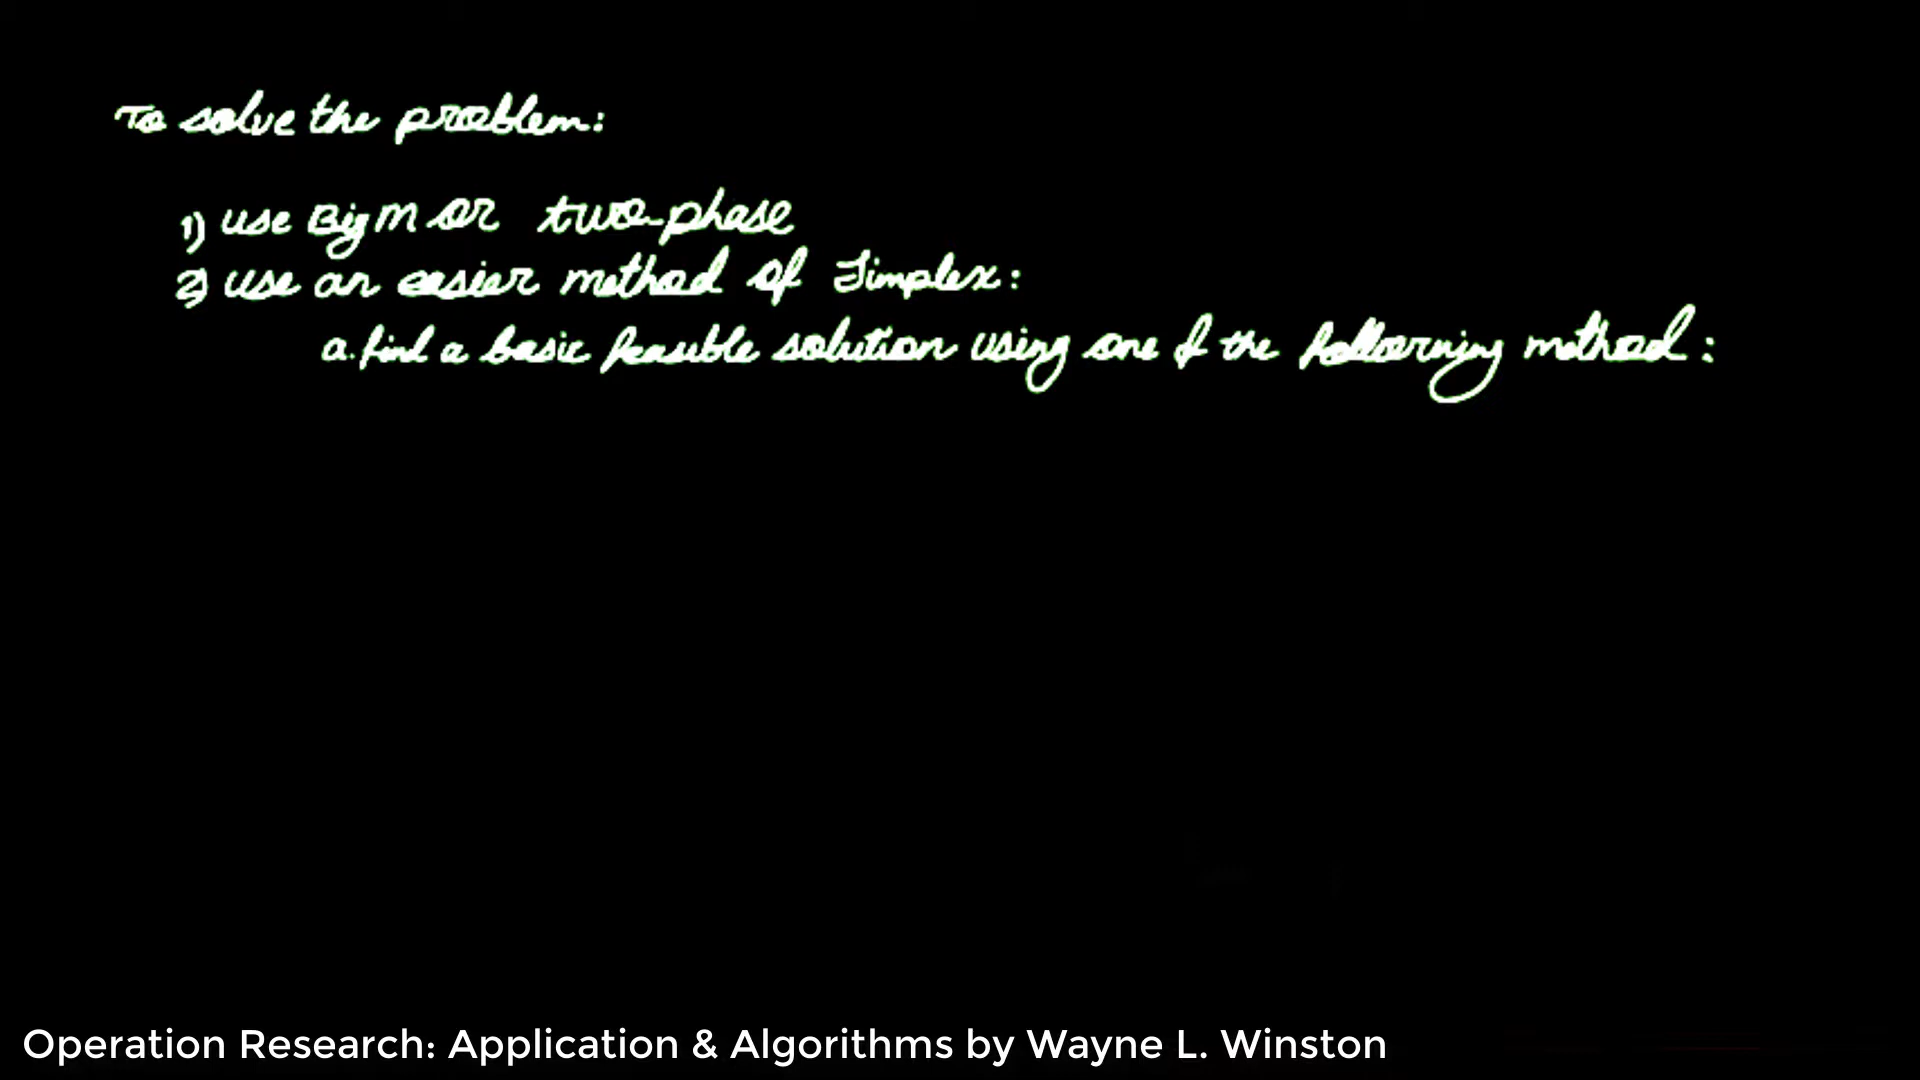 To solve the problem:
1) use Big M or two-phase
2) use an easier method of Simplex:
a. find a basic feasible solution using one of the following method:
Operation Research: Application & Algorithms by Wayne L. Winston